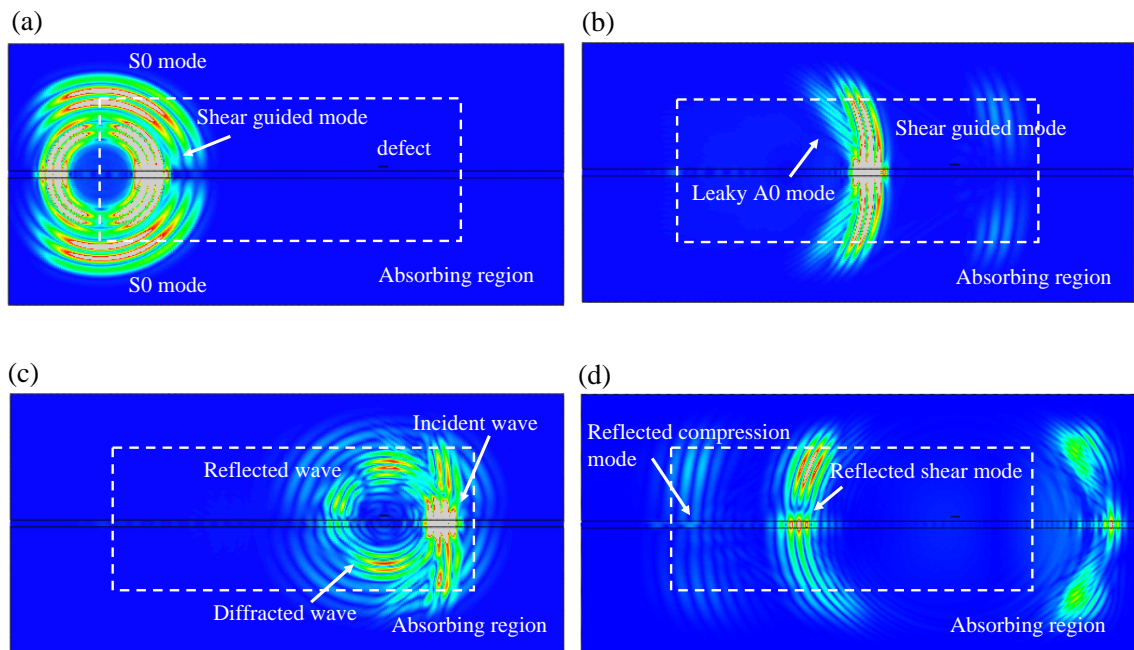 (a)
S0 mode
Shear guided mode
defect
S0 mode
Absorbing region
(b)
Shear guided mode
Leaky A0 mode
Absorbing region
(c)
Incident wave
Reflected wave
Diffracted wave
Absorbing region
(d)
Reflected compression
mode
Reflected shear mode
Absorbing region